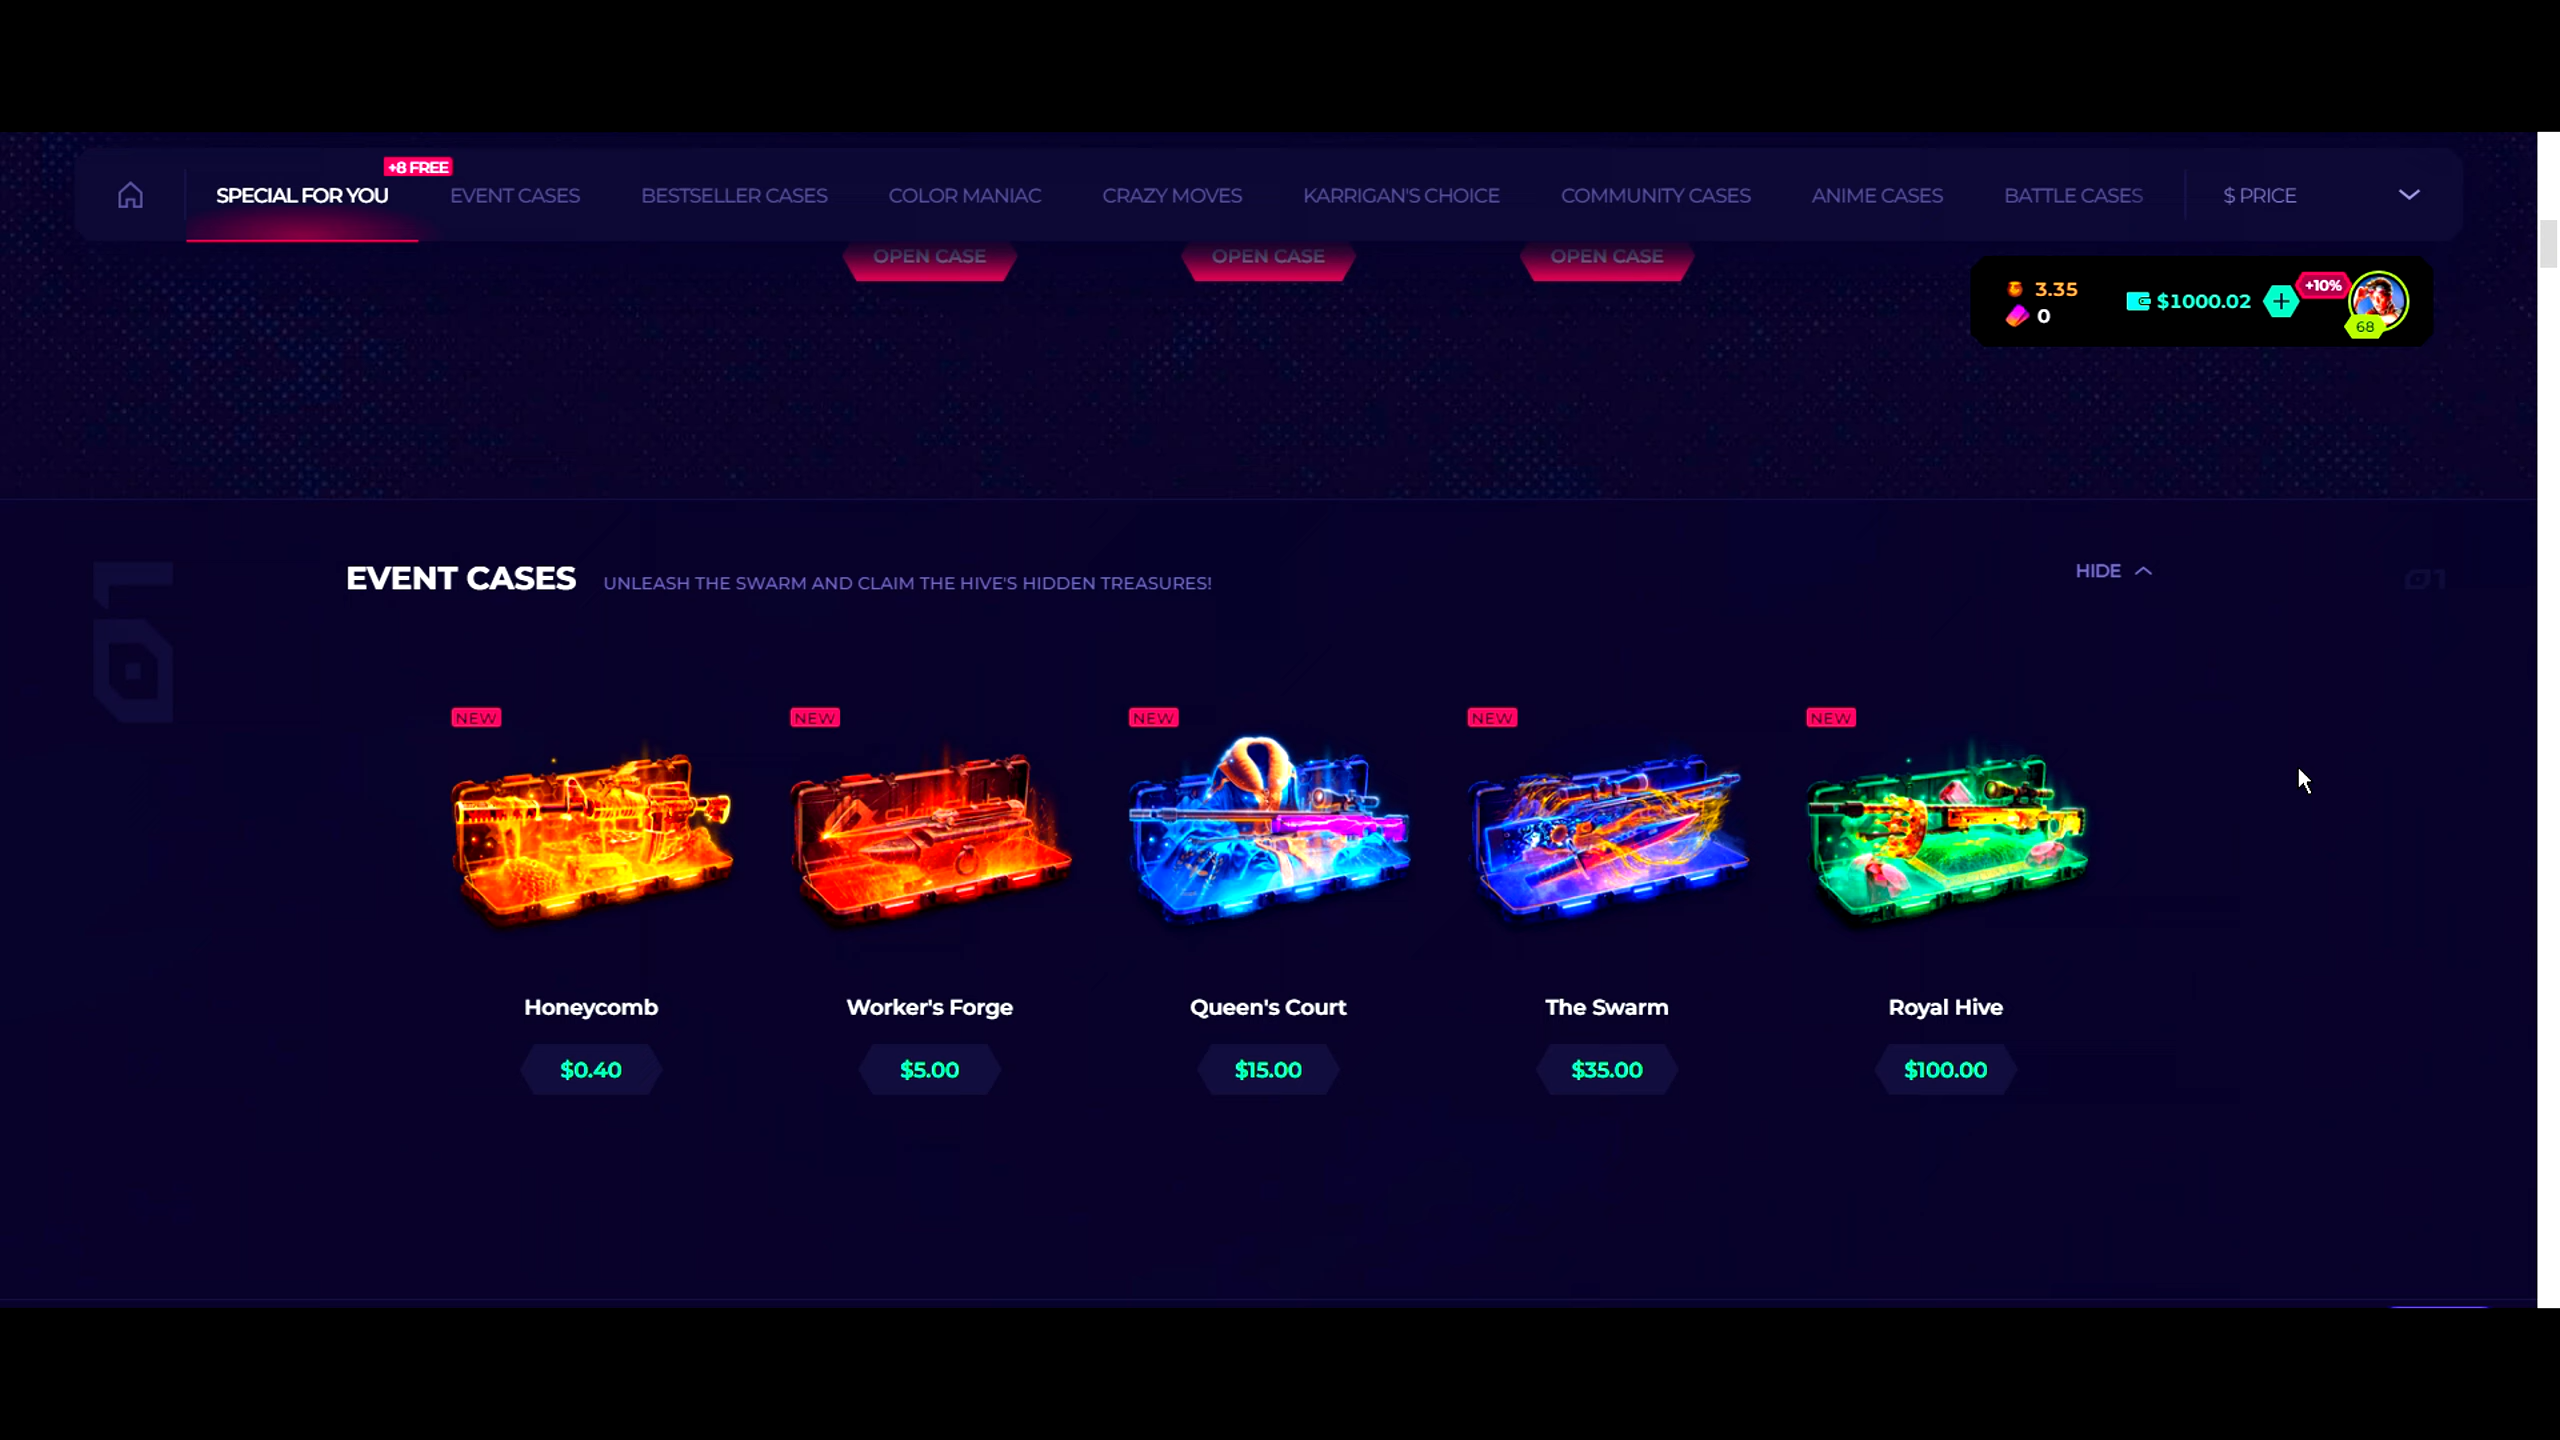 +8 FREE
SPECIAL FOR YOU
EVENT CASES
BESTSELLER CASES
COLOR MANIAC
CRAZY MOVES
KARRIGAN'S CHOICE
COMMUNITY CASES
ANIME CASES
BATTLE CASES
$ PRICE
OPEN CASE
OPEN CASE
OPEN CASE
3.35
0
$1000.02
+10%
68
01
EVENT CASES
UNLEASH THE SWARM AND CLAIM THE HIVE'S HIDDEN TREASURES!
HIDE
01
NEW
NEW
NEW
NEW
NEW
Honeycomb
Worker's Forge
Queen's Court
The Swarm
Royal Hive
$0.40
$5.00
$15.00
$35.00
$100.00